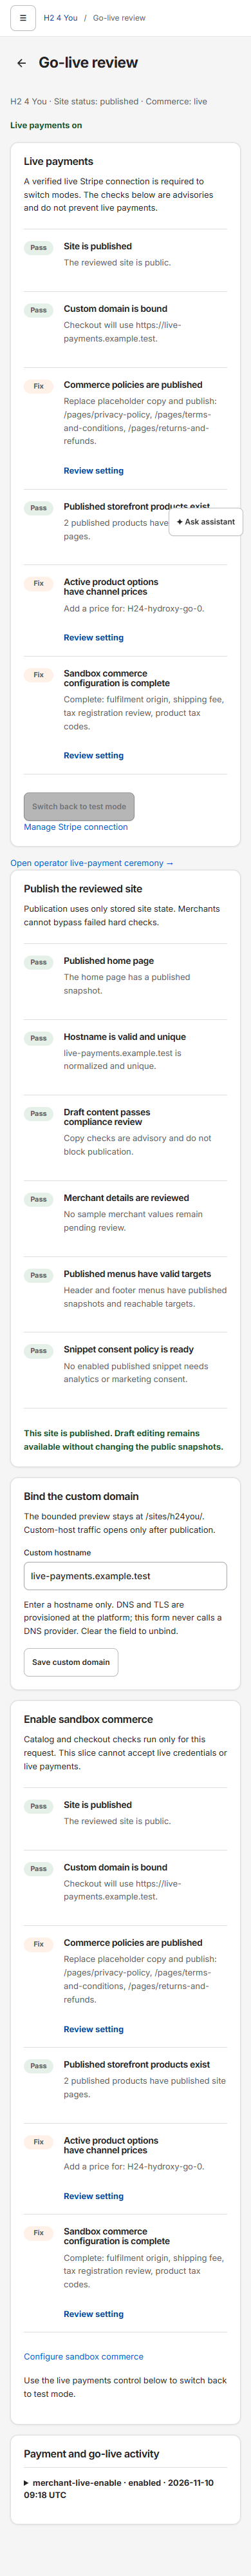 H2 4 You / Go-live review
← Go-live review
H2 4 You · Site status: published · Commerce: live
Live payments on
Live payments
A verified live Stripe connection is required to
switch modes. The checks below are advisories
and do not prevent live payments.
Pass Site is published
The reviewed site is public.
Pass Custom domain is bound
Checkout will use https://live-
payments.example.test.
Fix Commerce policies are published
Replace placeholder copy and publish:
/pages/privacy-policy, /pages/terms-
and-conditions, /pages/returns-and-
refunds.
Review setting
Pass Published storefront products exist
2 published products have
pages.
✦ Ask assistant
Fix Active product options
have channel prices
Add a price for: H24-hydroxy-go-0.
Review setting
Fix Sandbox commerce
configuration is complete
Complete: fulfilment origin, shipping fee,
tax registration review, product tax
codes.
Review setting
Switch back to test mode
Manage Stripe connection
Open operator live-payment ceremony →
Publish the reviewed site
Publication uses only stored site state. Merchants
cannot bypass failed hard checks.
Pass Published home page
The home page has a published
snapshot.
Pass Hostname is valid and unique
live-payments.example.test is
normalized and unique.
Pass Draft content passes
compliance review
Copy checks are advisory and do not
block publication.
Pass Merchant details are reviewed
No sample merchant values remain
pending review.
Pass Published menus have valid targets
Header and footer menus have published
snapshots and reachable targets.
Pass Snippet consent policy is ready
No enabled published snippet needs
analytics or marketing consent.
This site is published. Draft editing remains
available without changing the public snapshots.
Bind the custom domain
The bounded preview stays at /sites/h24you/.
Custom-host traffic opens only after publication.
Custom hostname
live-payments.example.test
Enter a hostname only. DNS and TLS are
provisioned at the platform; this form never calls a
DNS provider. Clear the field to unbind.
Save custom domain
Enable sandbox commerce
Catalog and checkout checks run only for this
request. This slice cannot accept live credentials or
live payments.
Pass Site is published
The reviewed site is public.
Pass Custom domain is bound
Checkout will use https://live-
payments.example.test.
Fix Commerce policies are published
Replace placeholder copy and publish:
/pages/privacy-policy, /pages/terms-
and-conditions, /pages/returns-and-
refunds.
Review setting
Pass Published storefront products exist
2 published products have published site
pages.
Fix Active product options
have channel prices
Add a price for: H24-hydroxy-go-0.
Review setting
Fix Sandbox commerce
configuration is complete
Complete: fulfilment origin, shipping fee,
tax registration review, product tax
codes.
Review setting
Configure sandbox commerce
Use the live payments control below to switch back
to test mode.
Payment and go-live activity
▶ merchant-live-enable · enabled · 2026-11-10
09:18 UTC